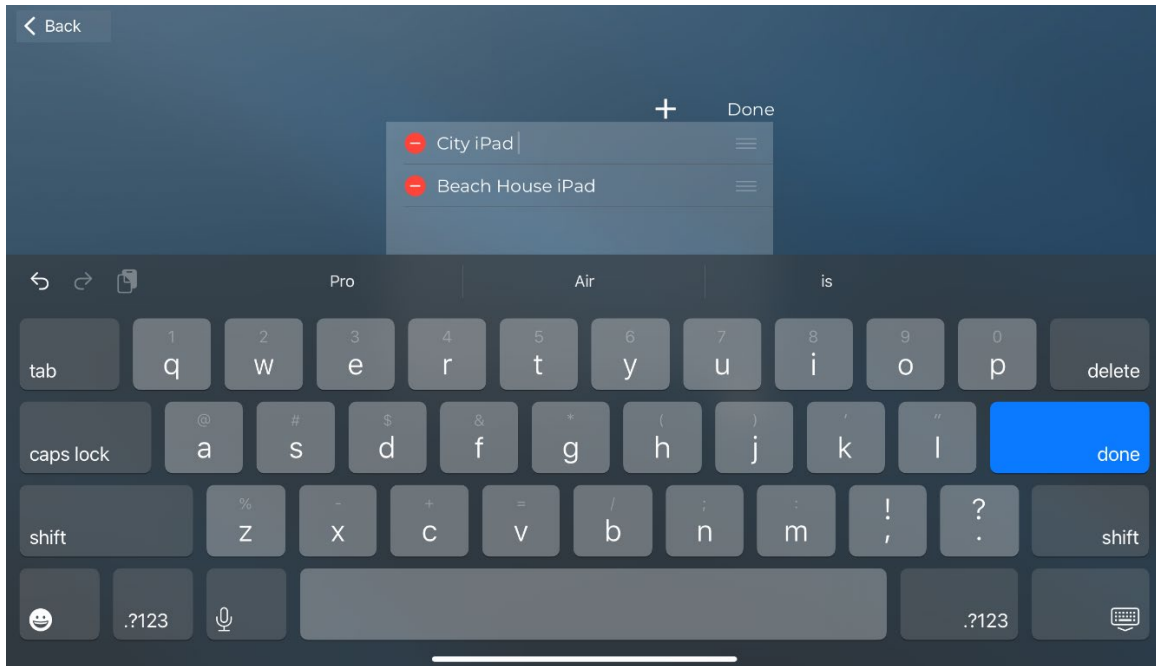 Back
Done
City iPad
Beach House iPad
Pro Air is
1 2 3 4 5 6 7 8 9 0
tab q w e r t y u i o p delete
@ # $ & * ( ) ' "
caps lock a s d f g h j k l done
% - + = / ; : ! ?
shift z x c v b n m , . shift
.?123 .?123